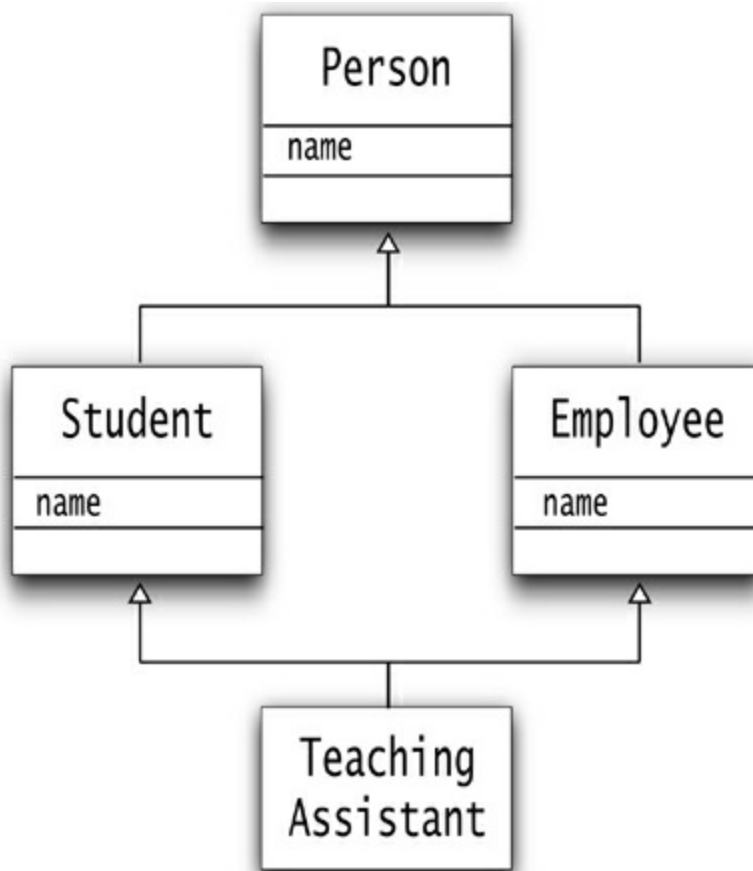 Person
name
Student
name
Employee
name
Teaching
Assistant